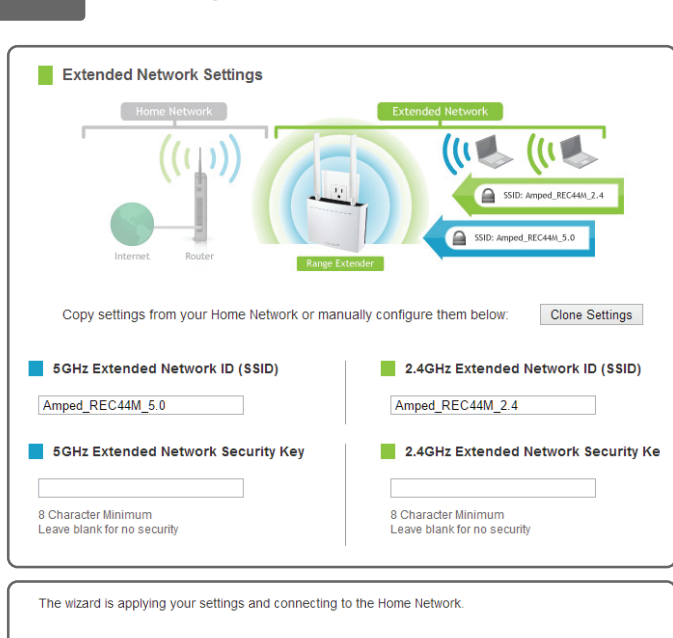 Extended Network Settings
Home Network
Extended Network
SSID: Amped_REC44M_2.4
SSID: Amped_REC44M_5.0
Internet
Router
Range Extender
Copy settings from your Home Network or manually configure them below:
Clone Settings
5GHz Extended Network ID (SSID)
2.4GHz Extended Network ID (SSID)
Amped_REC44M_5.0
Amped_REC44M_2.4
5GHz Extended Network Security Key
2.4GHz Extended Network Security Ke
8 Character Minimum
Leave blank for no security
8 Character Minimum
Leave blank for no security
The wizard is applying your settings and connecting to the Home Network.